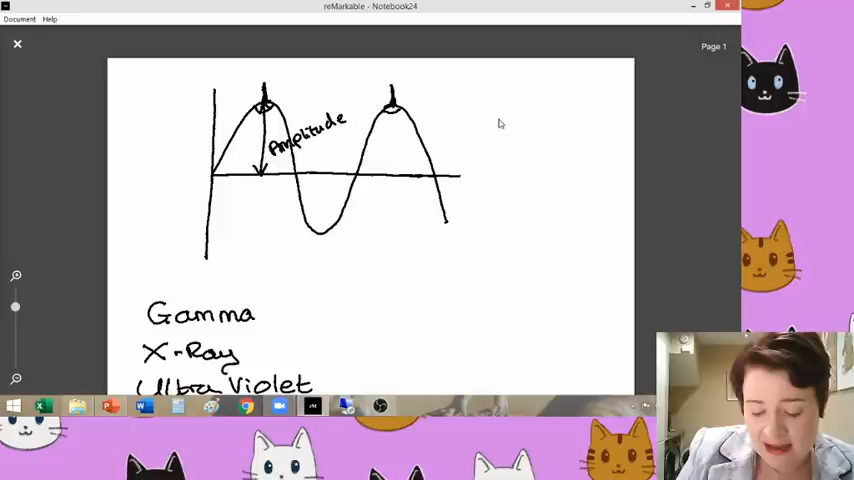 reMarkable - Notebook24
Document Help
Page 1
Amplitude
Gamma
X-Ray
Ultra Violet